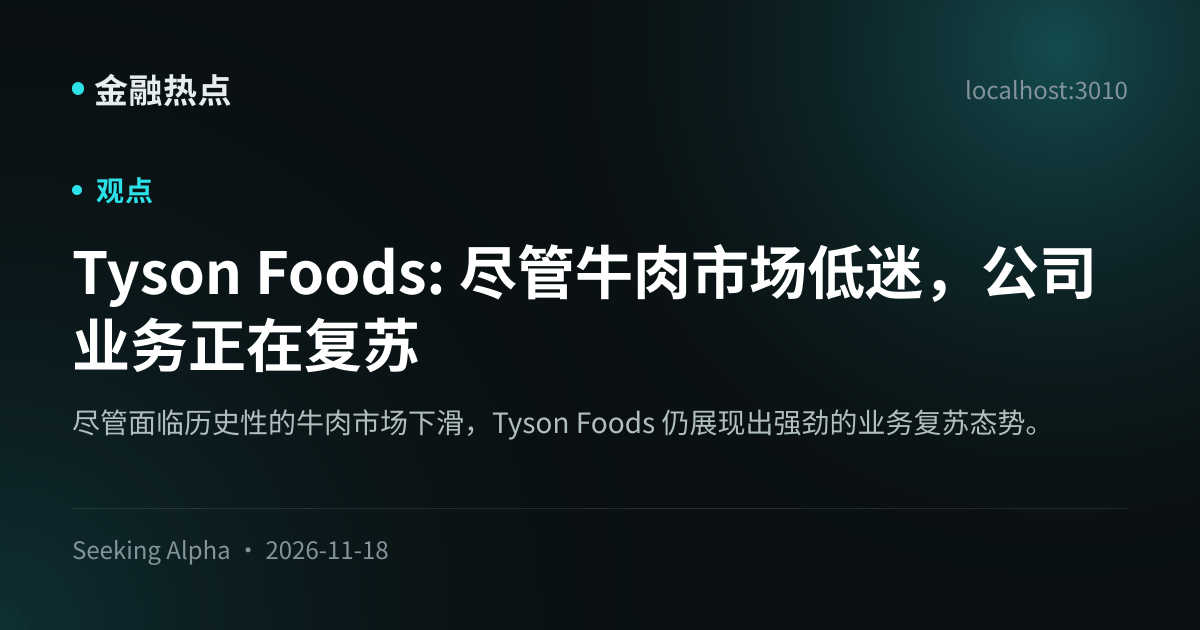 金融热点
localhost:3010
观点
Tyson Foods: 尽管牛肉市场低迷，公司
业务正在复苏
尽管面临历史性的牛肉市场下滑，Tyson Foods 仍展现出强劲的业务复苏态势。
Seeking Alpha · 2026-11-18